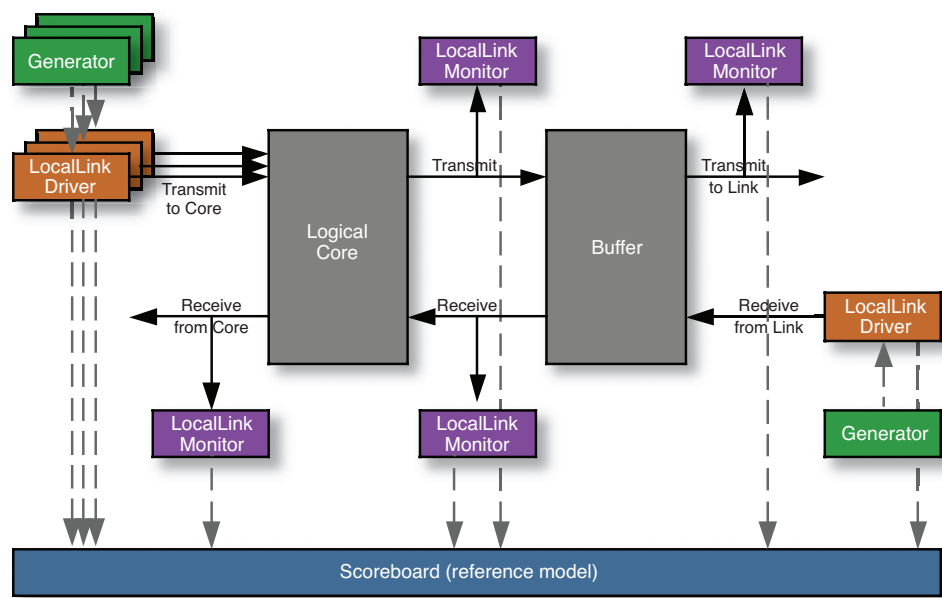 Generator
LocalLink
Monitor
LocalLink
Monitor
LocalLink
Driver
Transmit
to Core
Logical
Core
Transmit
Buffer
Transmit
to Link
Receive
from Core
Receive
Receive
from Link
LocalLink
Driver
LocalLink
Monitor
LocalLink
Monitor
Generator
Scoreboard (reference model)